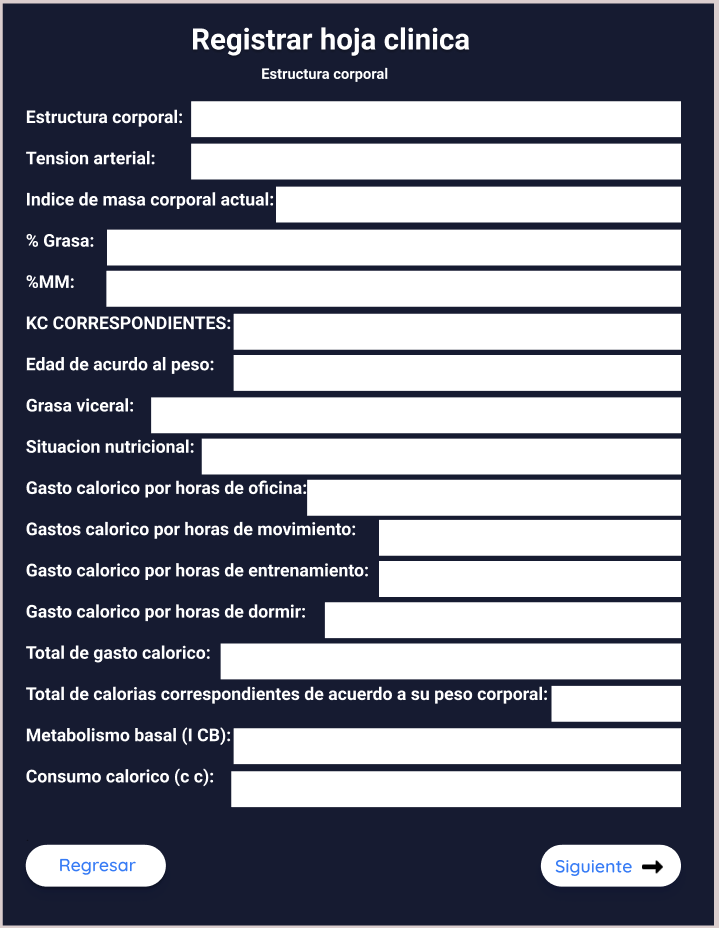 Registrar hoja clinica
Estructura corporal
Estructura corporal:
Tension arterial:
Indice de masa corporal actual:
% Grasa:
%MM:
KC CORRESPONDIENTES:
Edad de acurdo al peso:
Grasa viceral:
Situacion nutricional:
Gasto calorico por horas de oficina:
Gastos calorico por horas de movimiento:
Gasto calorico por horas de entrenamiento:
Gasto calorico por horas de dormir:
Total de gasto calorico:
Total de calorias correspondientes de acuerdo a su peso corporal:
Metabolismo basal (I CB):
Consumo calorico (c c):
Regresar
Siguiente